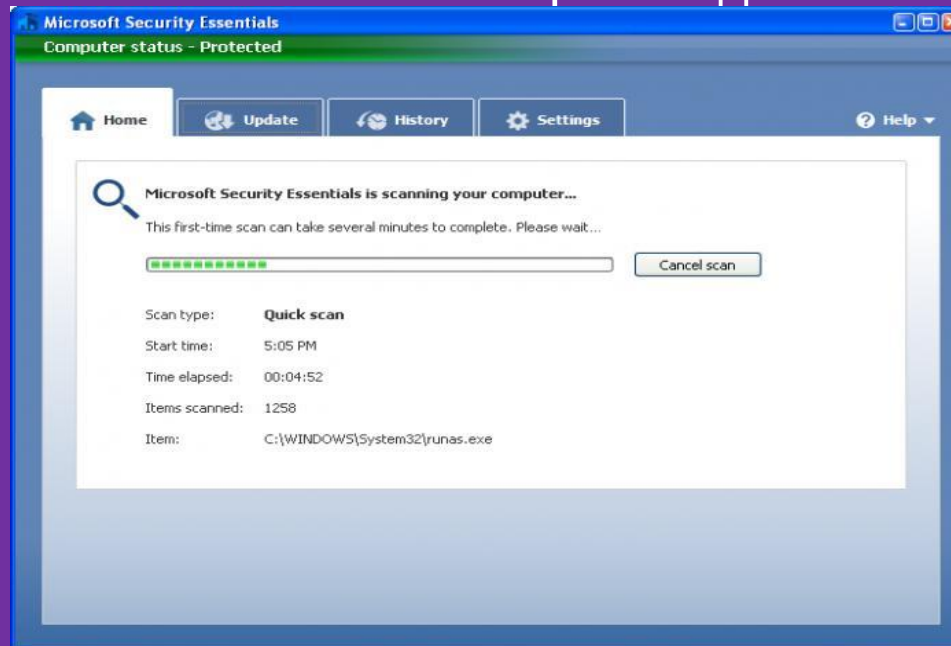 Microsoft Security Essentials
Computer status - Protected
Home Update History Settings Help
Microsoft Security Essentials is scanning your computer...
This first-time scan can take several minutes to complete. Please wait...
Cancel scan
Scan type: Quick scan
Start time: 5:05 PM
Time elapsed: 00:04:52
Items scanned: 1258
Item: C:\WINDOWS\System32\runas.exe